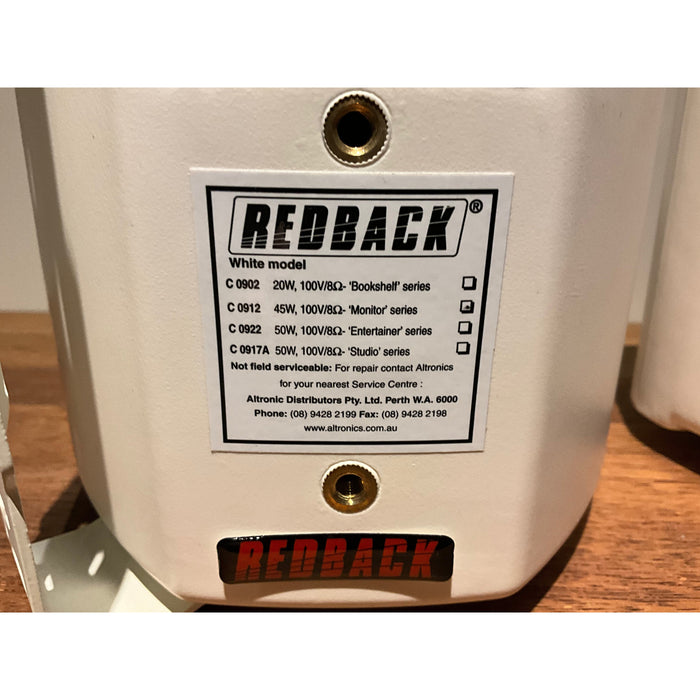 REDBACK®
White model
C 0902 20W, 100V/8Ω- 'Bookshelf' series
C 0912 45W, 100V/8Ω- 'Monitor' series
C 0922 50W, 100V/8Ω- 'Entertainer' series
C 0917A 50W, 100V/8Ω- 'Studio' series
Not field serviceable: For repair contact Altronics
for your nearest Service Centre :
Altronic Distributors Pty. Ltd. Perth W.A. 6000
Phone: (08) 9428 2199 Fax: (08) 9428 2198
www.altronics.com.au
REDBACK